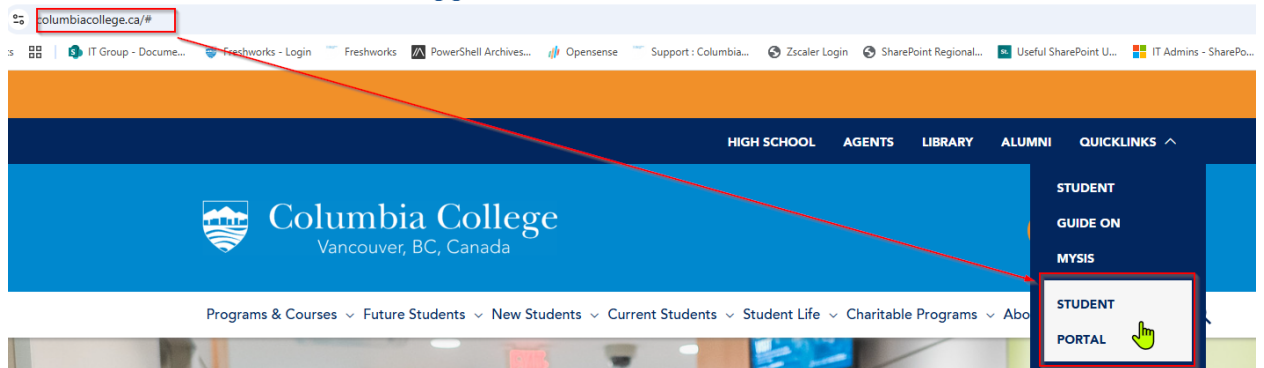 columbiacollege.ca/#
IT Group - Docume... Freshworks - Login Freshworks PowerShell Archives... Opensense Support : Columbia... Zscaler Login SharePoint Regional... Useful SharePoint U... IT Admins - SharePo...
HIGH SCHOOL AGENTS LIBRARY ALUMNI QUICKLINKS
STUDENT
GUIDE ON
MYSIS
STUDENT
PORTAL
Columbia College
Vancouver, BC, Canada
Programs & Courses Future Students New Students Current Students Student Life Charitable Programs Abo